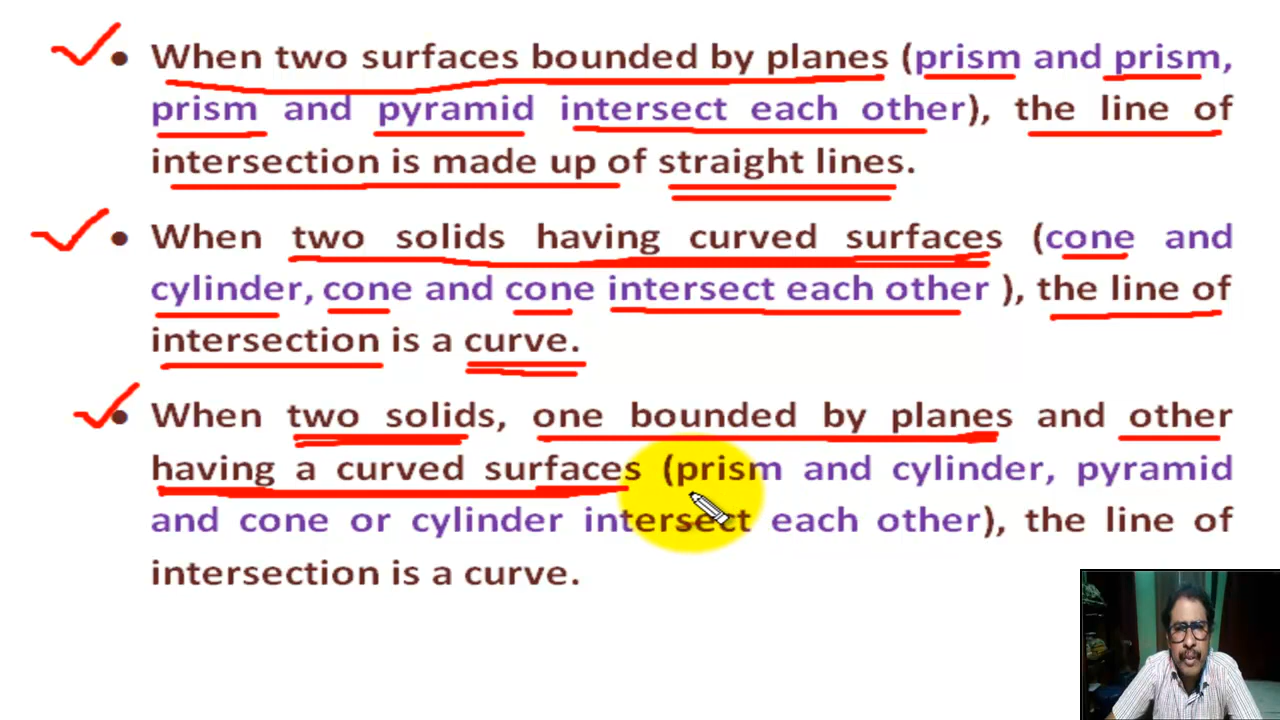 • When two surfaces bounded by planes (prism and prism,
prism and pyramid intersect each other), the line of
intersection is made up of straight lines.
• When two solids having curved surfaces (cone and
cylinder, cone and cone intersect each other ), the line of
intersection is a curve.
• When two solids, one bounded by planes and other
having a curved surfaces (prism and cylinder, pyramid
and cone or cylinder intersect each other), the line of
intersection is a curve.